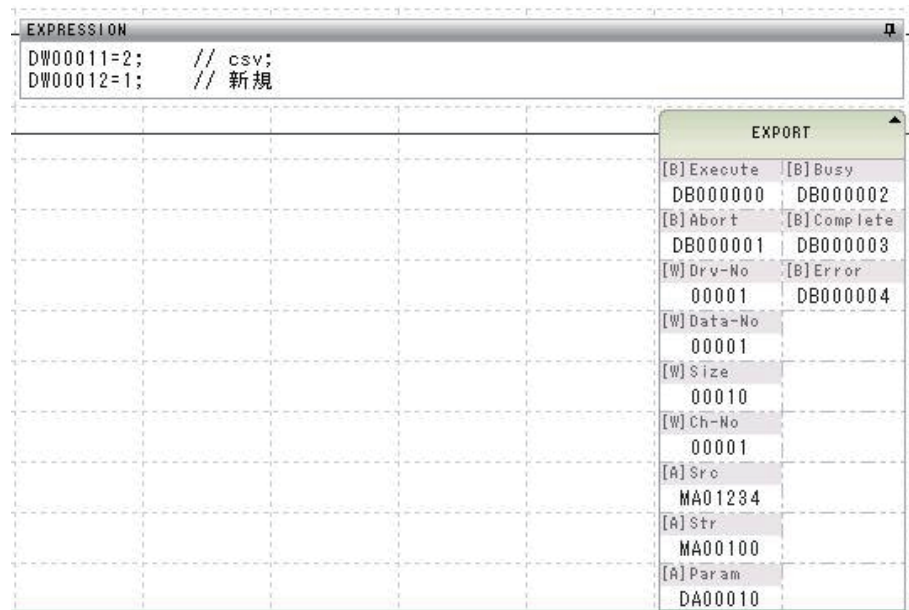 EXPRESSION
DW00011=2; // csv;
DW00012=1; // 新規
EXPORT
[B]Execute [B]Busy
DB000000 DB000002
[B]Abort [B]Complete
DB000001 DB000003
[W]Drv-No [B]Error
00001 DB000004
[W]Data-No
00001
[W]Size
00010
[W]Ch-No
00001
[A]Src
MA01234
[A]Str
MA00100
[A]Param
DA00010